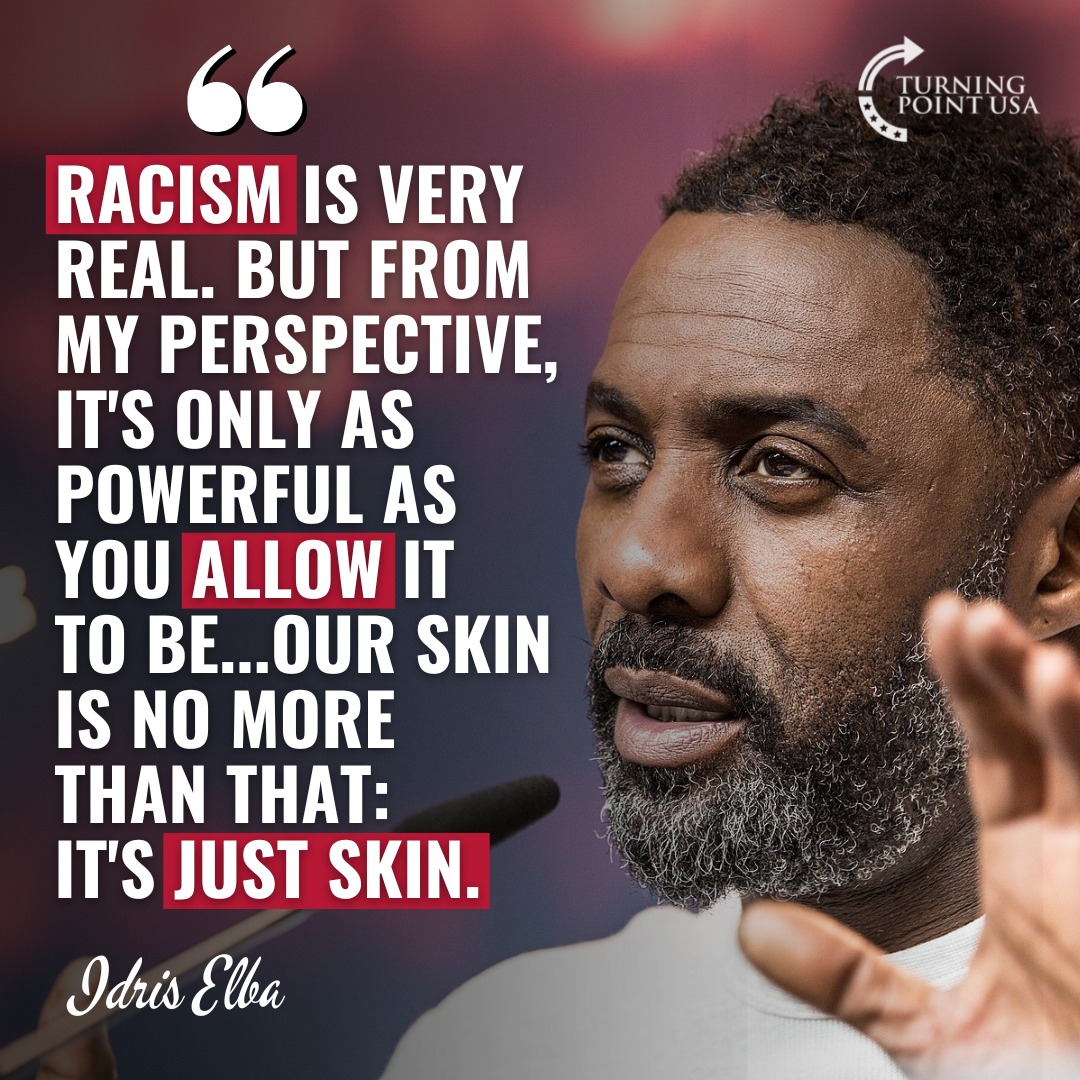 TURNING
POINT USA
“
RACISM IS VERY
REAL. BUT FROM
MY PERSPECTIVE,
IT'S ONLY AS
POWERFUL AS
YOU ALLOW IT
TO BE...OUR SKIN
IS NO MORE
THAN THAT:
IT'S JUST SKIN.
Idris Elba